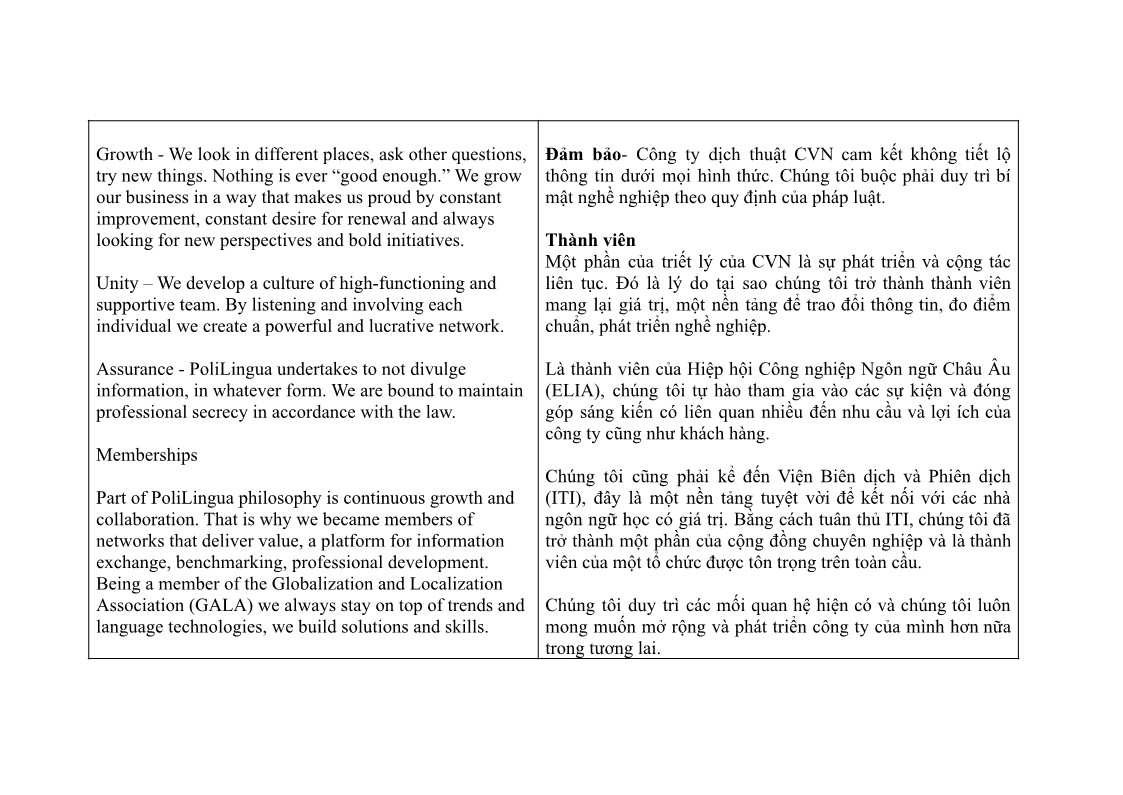 Growth - We look in different places, ask other questions,
try new things. Nothing is ever “good enough.” We grow
our business in a way that makes us proud by constant
improvement, constant desire for renewal and always
looking for new perspectives and bold initiatives.
Unity – We develop a culture of high-functioning and
supportive team. By listening and involving each
individual we create a powerful and lucrative network.
Assurance - PoliLingua undertakes to not divulge
information, in whatever form. We are bound to maintain
professional secrecy in accordance with the law.
Memberships
Part of PoliLingua philosophy is continuous growth and
collaboration. That is why we became members of
networks that deliver value, a platform for information
exchange, benchmarking, professional development.
Being a member of the Globalization and Localization
Association (GALA) we always stay on top of trends and
language technologies, we build solutions and skills.
Đảm bảo- Công ty dịch thuật CVN cam kết không tiết lộ
thông tin dưới mọi hình thức. Chúng tôi buộc phải duy trì bí
mật nghề nghiệp theo quy định của pháp luật.
Thành viên
Một phần của triết lý của CVN là sự phát triển và cộng tác
liên tục. Đó là lý do tại sao chúng tôi trở thành thành viên
mang lại giá trị, một nền tảng để trao đổi thông tin, đo điểm
chuẩn, phát triển nghề nghiệp.
Là thành viên của Hiệp hội Công nghiệp Ngôn ngữ Châu Âu
(ELIA), chúng tôi tự hào tham gia vào các sự kiện và đóng
góp sáng kiến có liên quan nhiều đến nhu cầu và lợi ích của
công ty cũng như khách hàng.
Chúng tôi cũng phải kể đến Viện Biên dịch và Phiên dịch
(ITI), đây là một nền tảng tuyệt vời để kết nối với các nhà
ngôn ngữ học có giá trị. Bằng cách tuân thủ ITI, chúng tôi đã
trở thành một phần của cộng đồng chuyên nghiệp và là thành
viên của một tổ chức được tôn trọng trên toàn cầu.
Chúng tôi duy trì các mối quan hệ hiện có và chúng tôi luôn
mong muốn mở rộng và phát triển công ty của mình hơn nữa
trong tương lai.